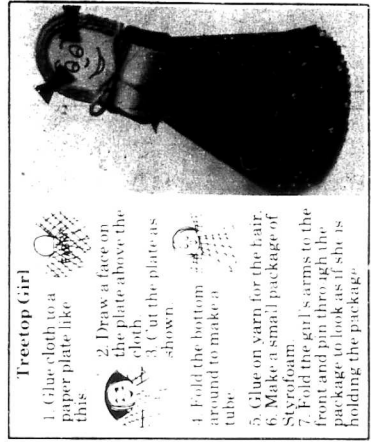 Treetop Girl
1. Glue cloth to a
paper plate like
this
2. Draw a face on
the plate above the
cloth
3. Cut the plate as
shown.
4. Fold the bottom
around to make a
tube.
5. Glue on yarn for the hair.
6. Make a small package of
Styrofoam.
7. Fold the girl's arms to the
front and pin through the
package to look as if she is
holding the package